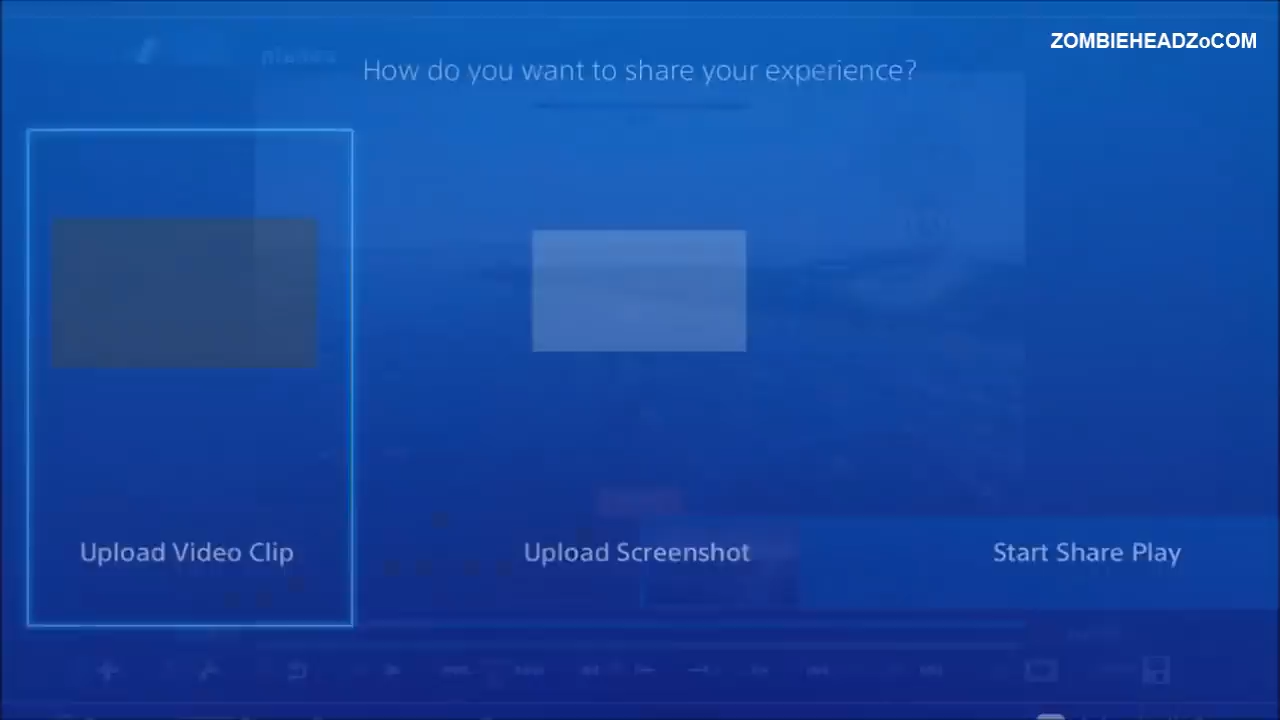 ZOMBIEHEADZoCOM
How do you want to share your experience?
Upload Video Clip
Upload Screenshot
Start Share Play